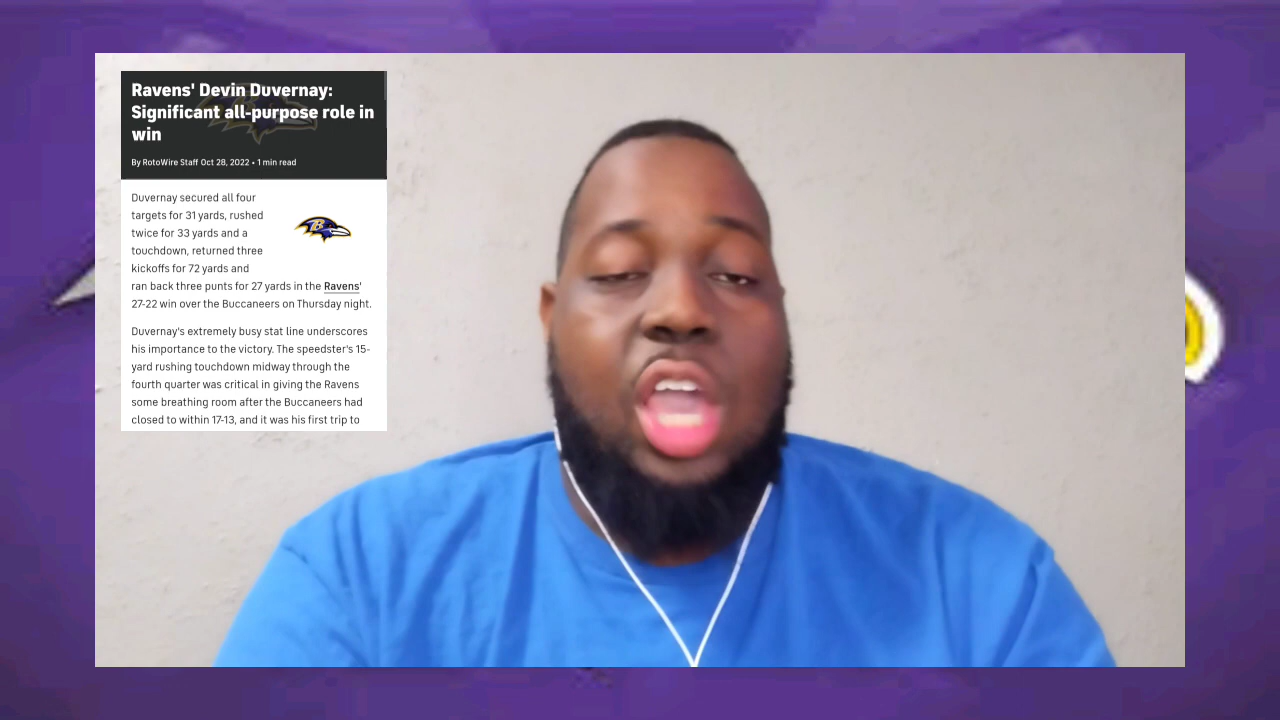 Ravens' Devin Duvernay:
Significant all-purpose role in
win
By RotoWire Staff Oct 28, 2022 • 1 min read
Duvernay secured all four
targets for 31 yards, rushed
twice for 33 yards and a
touchdown, returned three
kickoffs for 72 yards and
ran back three punts for 27 yards in the Ravens'
27-22 win over the Buccaneers on Thursday night.
Duvernay's extremely busy stat line underscores
his importance to the victory. The speedster's 15-
yard rushing touchdown midway through the
fourth quarter was critical in giving the Ravens
some breathing room after the Buccaneers had
closed to within 17-13, and it was his first trip to